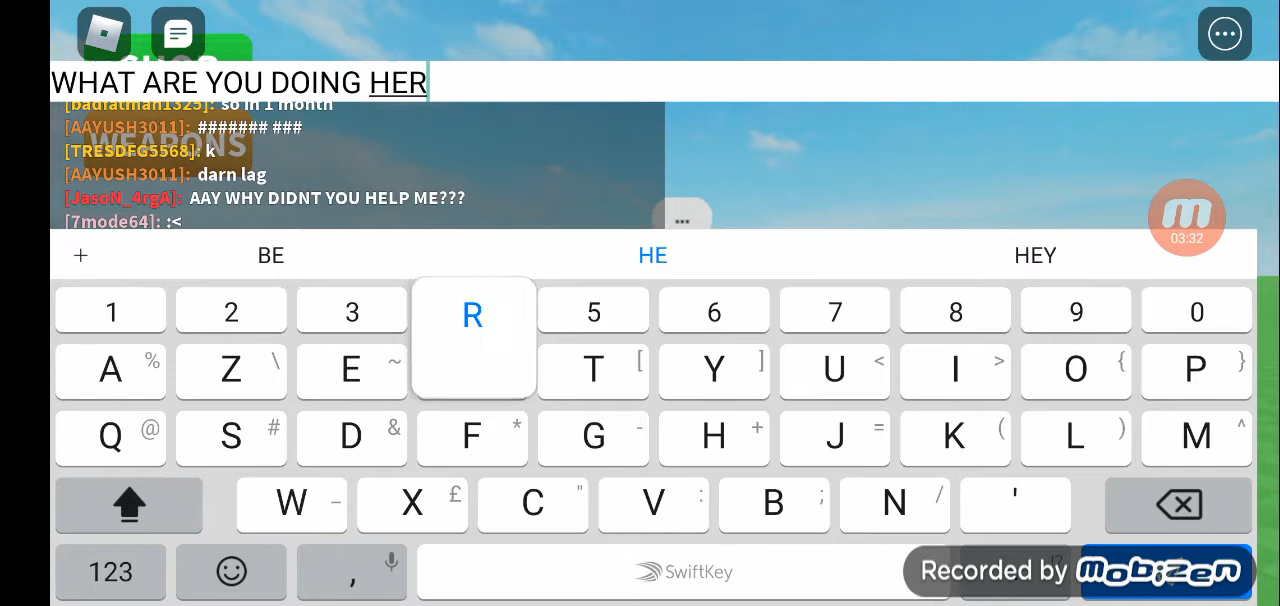 WHAT ARE YOU DOING HER
[badfatman1325]: so in 1 month
[AAYUSH3011]: ####### ###
WEAPONS
[TRESDFG5568]: k
[AAYUSH3011]: darn lag
[JasoN_4rgA]: AAY WHY DIDNT YOU HELP ME???
[7mode64]: :<
...
03:32
+ BE HE HEY
1 2 3 R 5 6 7 8 9 0
A % Z \ E ~ T [ Y ] U < I > O { P }
Q @ S # D & F * G - H + J = K ( L ) M ^
W _ X £ C " V : B ; N / '
123 , SwiftKey
Recorded by mobizen